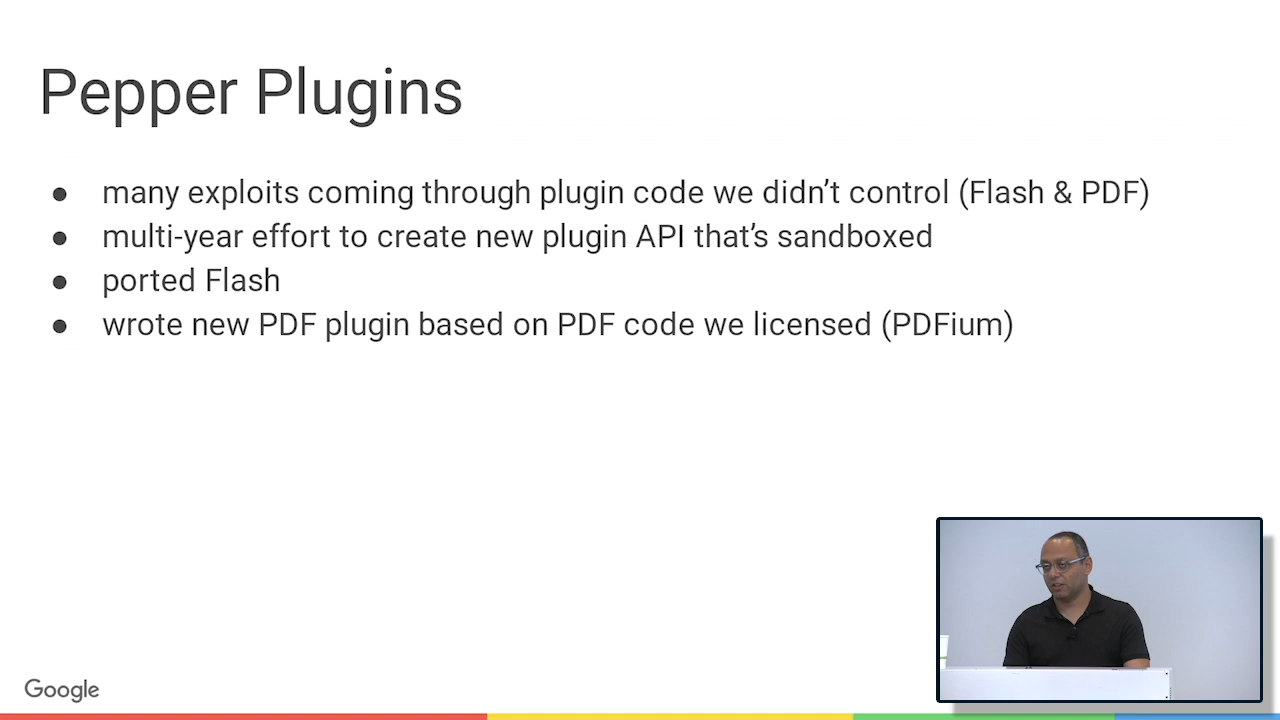 Pepper Plugins
● many exploits coming through plugin code we didn’t control (Flash & PDF)
● multi-year effort to create new plugin API that’s sandboxed
● ported Flash
● wrote new PDF plugin based on PDF code we licensed (PDFium)
Google